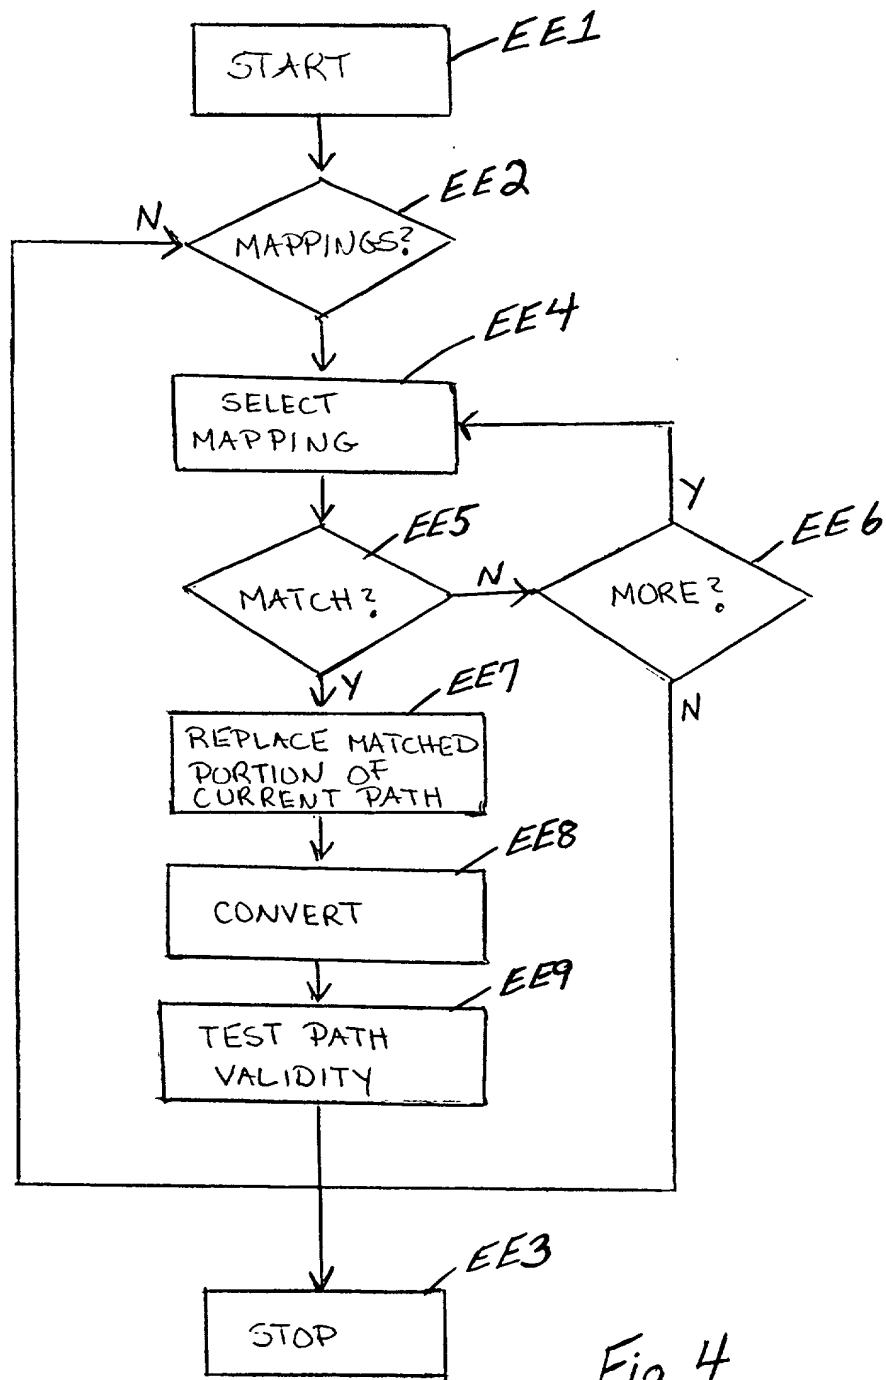 START
EE1
EE2
N
MAPPINGS?
EE4
SELECT
MAPPING
Y
EE5
EE6
MATCH?
N
MORE?
Y
EE7
N
REPLACE MATCHED
PORTION OF
CURRENT PATH
EE8
CONVERT
EE9
TEST PATH
VALIDITY
EE3
STOP
Fig 4